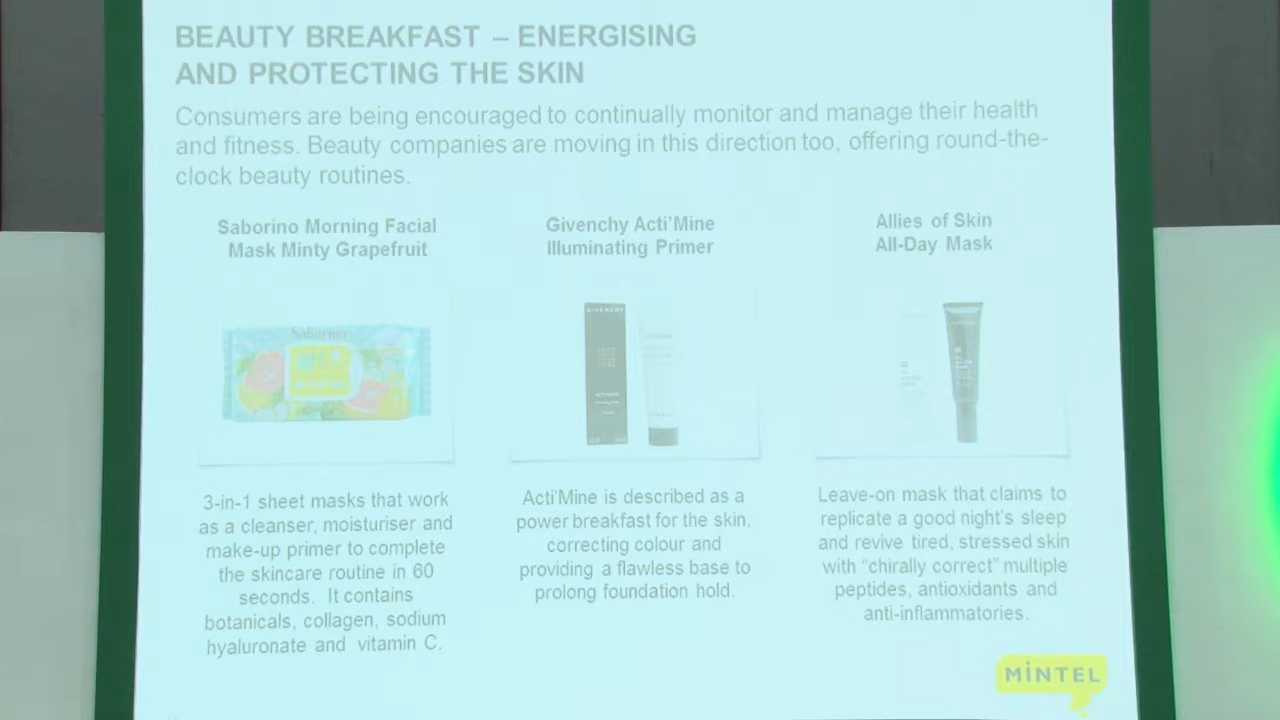 BEAUTY BREAKFAST – ENERGISING
AND PROTECTING THE SKIN
Consumers are being encouraged to continually monitor and manage their health
and fitness. Beauty companies are moving in this direction too, offering round-the-
clock beauty routines.
Saborino Morning Facial
Mask Minty Grapefruit
Givenchy Acti'Mine
Illuminating Primer
Allies of Skin
All-Day Mask
Saborino
GIVENCHY
3-in-1 sheet masks that work
as a cleanser, moisturiser and
make-up primer to complete
the skincare routine in 60
seconds. It contains
botanicals, collagen, sodium
hyaluronate and vitamin C.
Acti'Mine is described as a
power breakfast for the skin,
correcting colour and
providing a flawless base to
prolong foundation hold.
Leave-on mask that claims to
replicate a good night's sleep
and revive tired, stressed skin
with "chirally correct" multiple
peptides, antioxidants and
anti-inflammatories.
MiNTEL